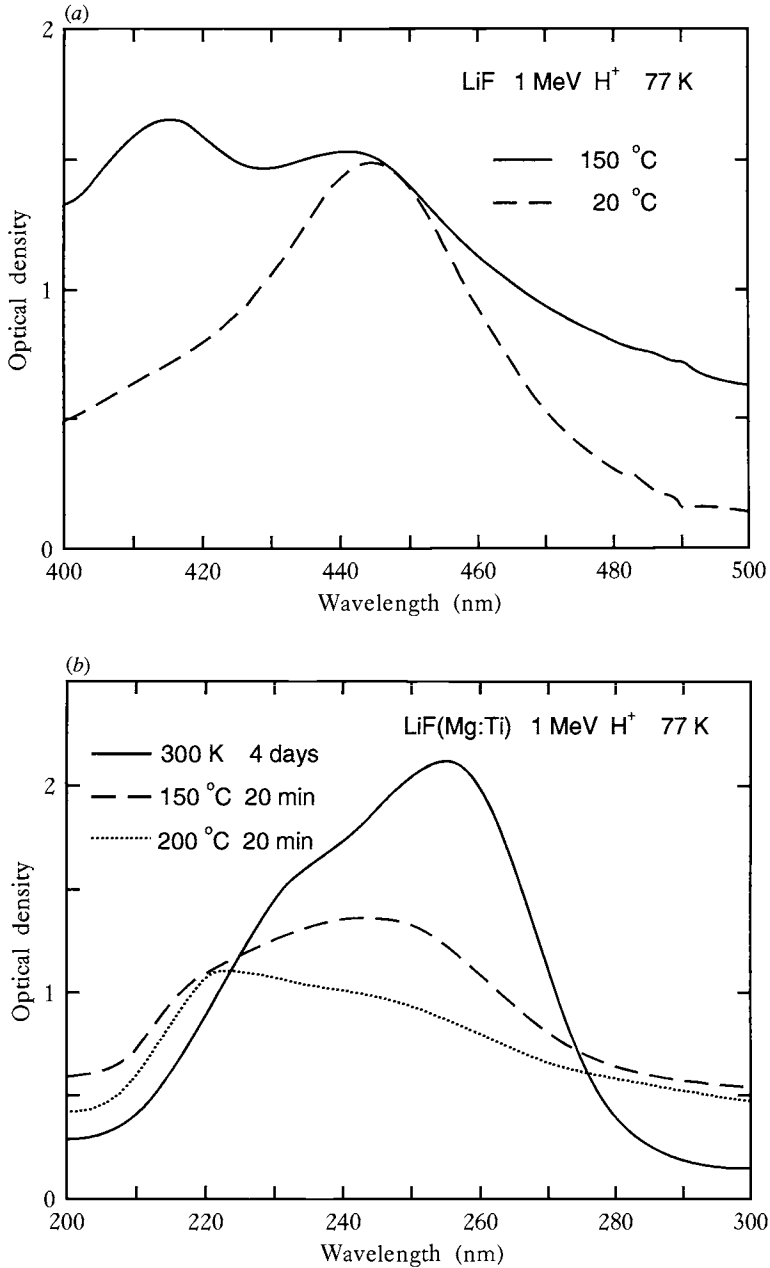 (a)
2
1
0
Optical density
LiF 1 MeV H⁺ 77 K
150 °C
20 °C
400 420 440 460 480 500
Wavelength (nm)
(b)
2
1
0
Optical density
LiF(Mg:Ti) 1 MeV H⁺ 77 K
300 K 4 days
150 °C 20 min
200 °C 20 min
200 220 240 260 280 300
Wavelength (nm)